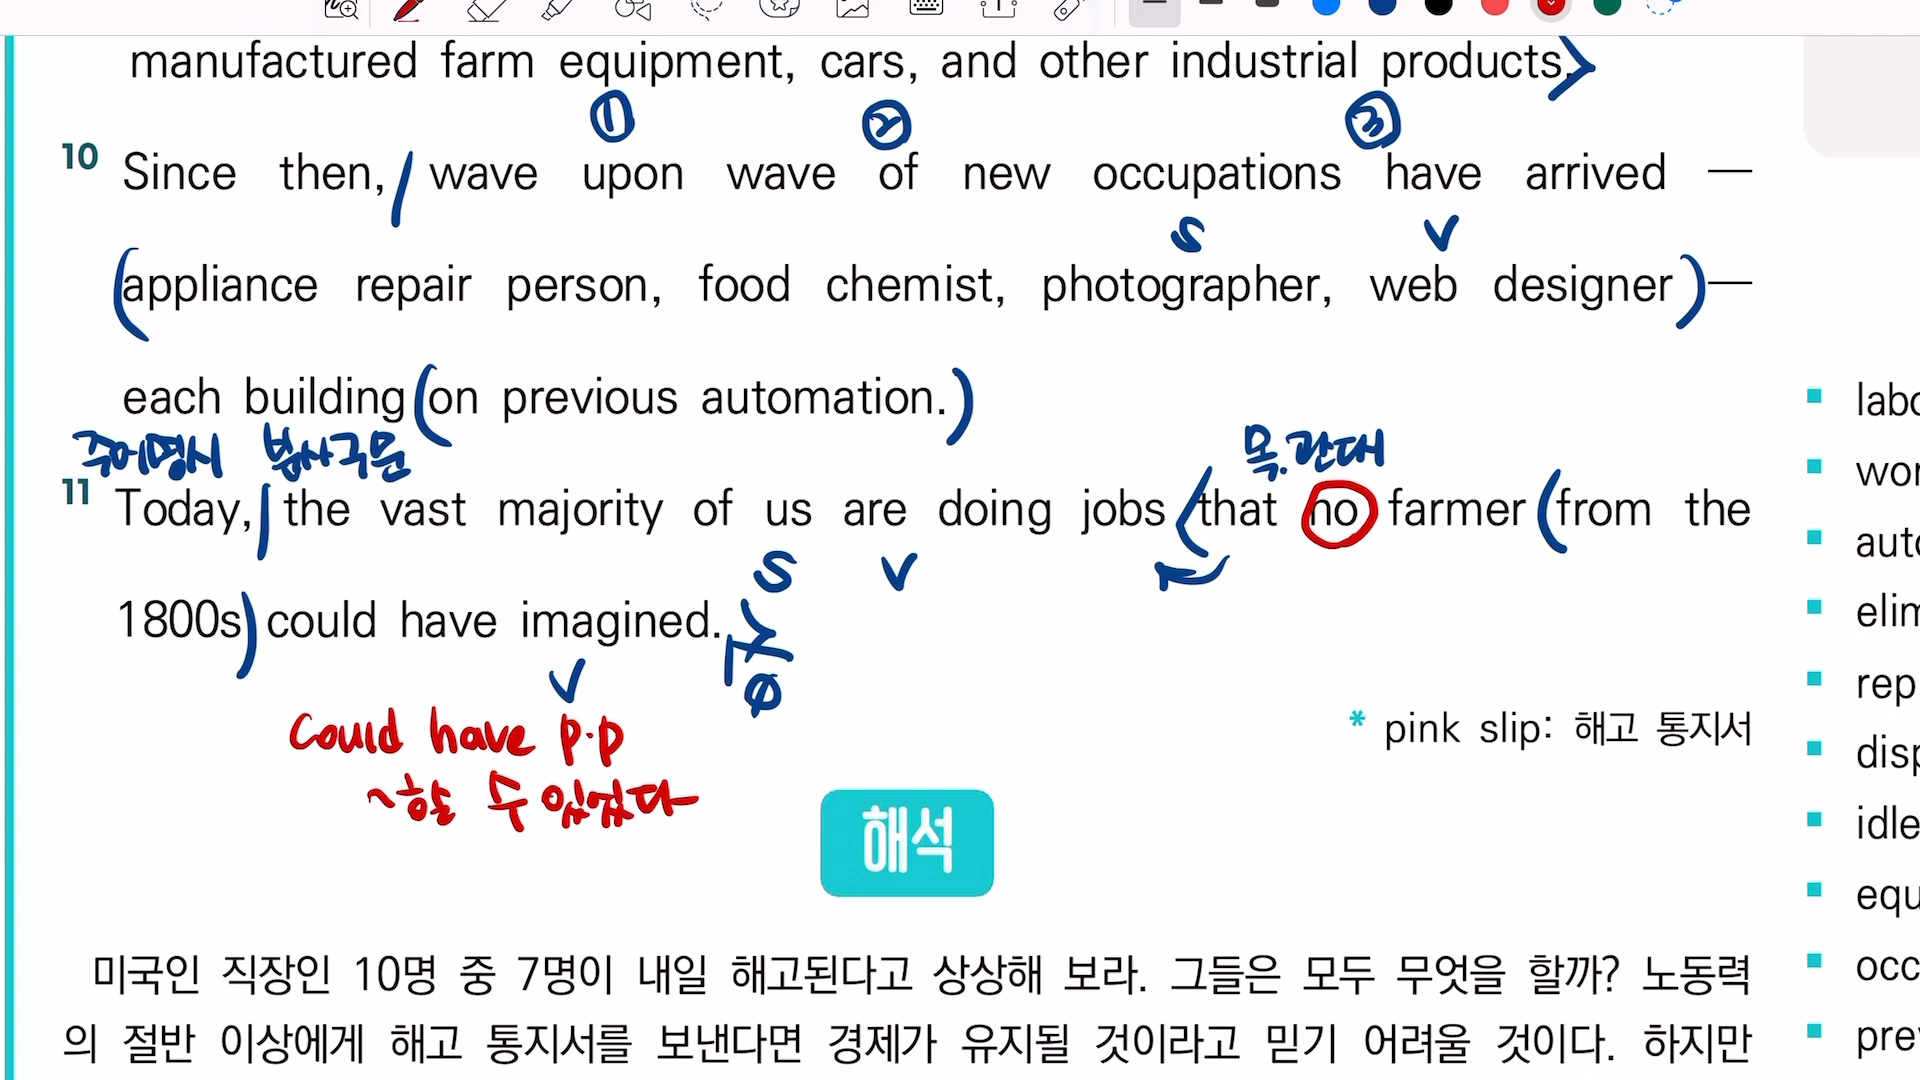 manufactured farm equipment, cars, and other industrial products.
① ② ③
10 Since then, wave upon wave of new occupations have arrived —
s v
appliance repair person, food chemist, photographer, web designer —
each building on previous automation.
주어명시 분사구문 목.관대
11 Today, the vast majority of us are doing jobs that no farmer from the
s v
1800s could have imagined.
v
could have p.p
~할 수 있었다
* pink slip: 해고 통지서
해석
미국인 직장인 10명 중 7명이 내일 해고된다고 상상해 보라. 그들은 모두 무엇을 할까? 노동력
의 절반 이상에게 해고 통지서를 보낸다면 경제가 유지될 것이라고 믿기 어려울 것이다. 하지만
labo
wor
auto
elim
rep
disp
idle
equ
occ
prev